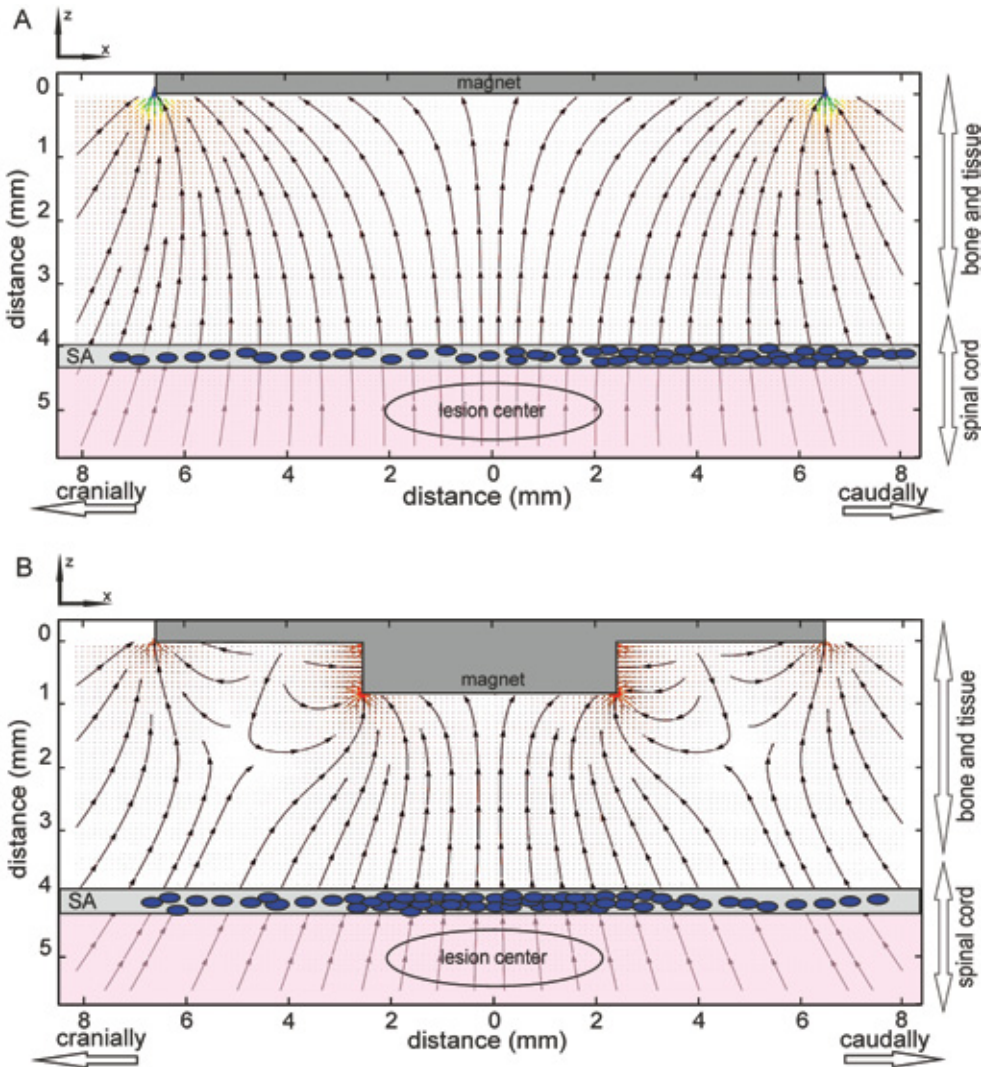 A
z
x
magnet
0
1
2
3
4
5
distance (mm)
SA
lesion center
bone and tissue
spinal cord
8 6 4 2 0 2 4 6 8
cranially
distance (mm)
caudally
B
z
x
magnet
0
1
2
3
4
5
distance (mm)
SA
lesion center
bone and tissue
spinal cord
8 6 4 2 0 2 4 6 8
cranially
distance (mm)
caudally